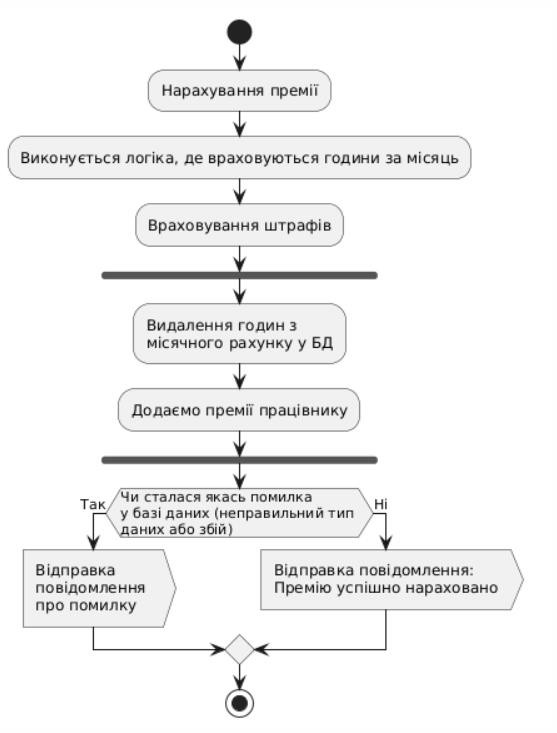 Нарахування премії
Виконується логіка, де враховуються години за місяць
Враховування штрафів
Видалення годин з
місячного рахунку у БД
Додаємо премії працівнику
Чи сталася якась помилка
у базі даних (неправильний тип
даних або збій)
Так
Ні
Відправка
повідомлення
про помилку
Відправка повідомлення:
Премію успішно нараховано